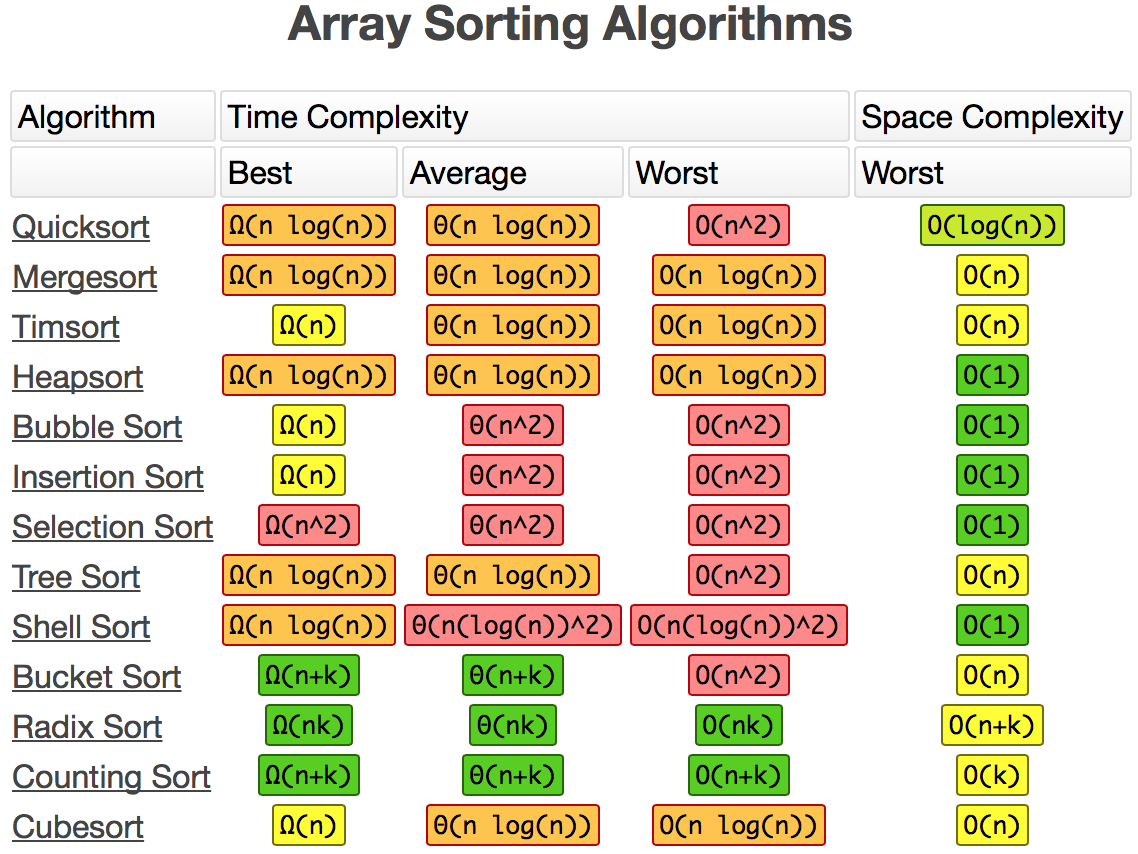 Array Sorting Algorithms
Algorithm Time Complexity Space Complexity
Best Average Worst Worst
Quicksort Ω(n log(n)) Θ(n log(n)) O(n^2) O(log(n))
Mergesort Ω(n log(n)) Θ(n log(n)) O(n log(n)) O(n)
Timsort Ω(n) Θ(n log(n)) O(n log(n)) O(n)
Heapsort Ω(n log(n)) Θ(n log(n)) O(n log(n)) O(1)
Bubble Sort Ω(n) Θ(n^2) O(n^2) O(1)
Insertion Sort Ω(n) Θ(n^2) O(n^2) O(1)
Selection Sort Ω(n^2) Θ(n^2) O(n^2) O(1)
Tree Sort Ω(n log(n)) Θ(n log(n)) O(n^2) O(n)
Shell Sort Ω(n log(n)) Θ(n(log(n))^2) O(n(log(n))^2) O(1)
Bucket Sort Ω(n+k) Θ(n+k) O(n^2) O(n)
Radix Sort Ω(nk) Θ(nk) O(nk) O(n+k)
Counting Sort Ω(n+k) Θ(n+k) O(n+k) O(k)
Cubesort Ω(n) Θ(n log(n)) O(n log(n)) O(n)